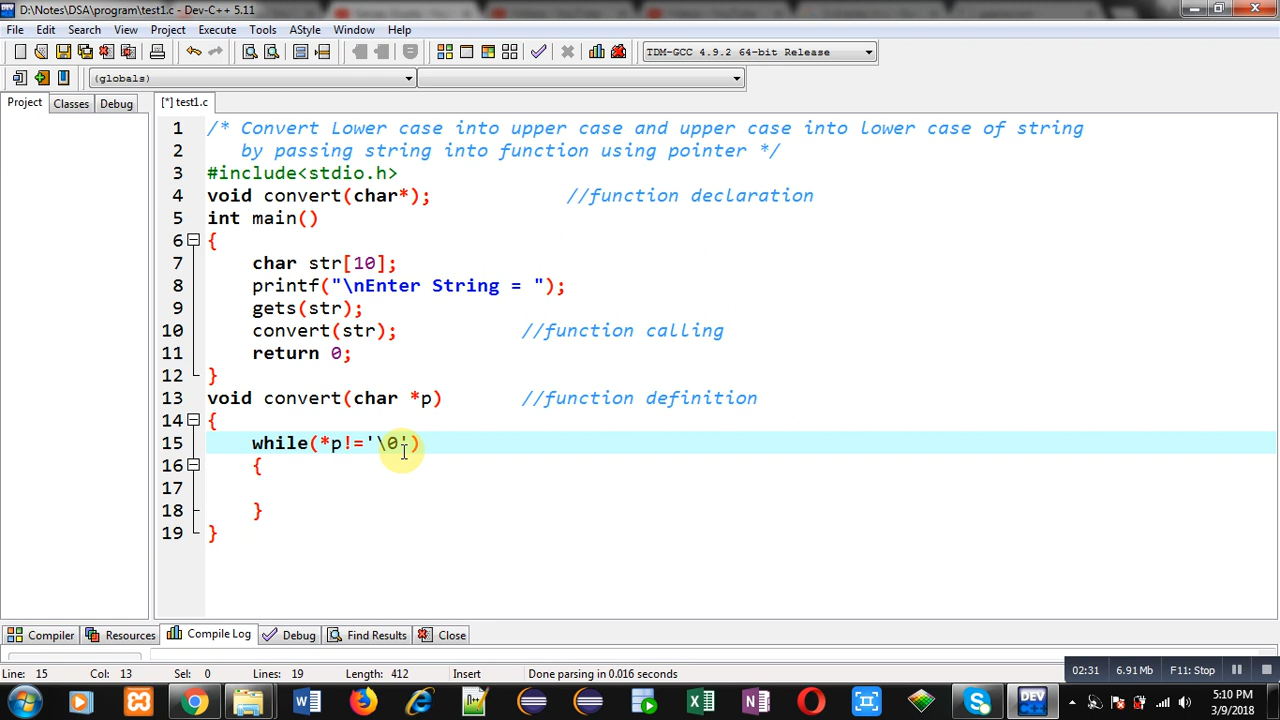 D:\Notes\DSA\program\test1.c - Dev-C++ 5.11
File Edit Search View Project Execute Tools AStyle Window Help
TDM-GCC 4.9.2 64-bit Release
(globals)
Project Classes Debug [*] test1.c
1 /* Convert Lower case into upper case and upper case into lower case of string
2 by passing string into function using pointer */
3 #include<stdio.h>
4 void convert(char*); //function declaration
5 int main()
6 {
7 char str[10];
8 printf("\nEnter String = ");
9 gets(str);
10 convert(str); //function calling
11 return 0;
12 }
13 void convert(char *p) //function definition
14 {
15 while(*p!='\0')
16 {
17
18 }
19 }
Compiler Resources Compile Log Debug Find Results Close
Line: 15 Col: 13 Sel: 0 Lines: 19 Length: 412 Insert Done parsing in 0.016 seconds
02:31 6.91 Mb F11: Stop
DEV
5:10 PM
3/9/2018